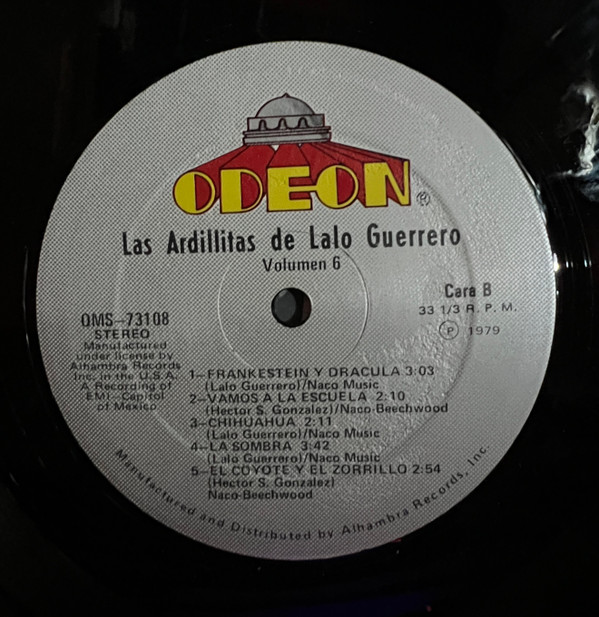 ODEON®
Las Ardillitas de Lalo Guerrero
Volumen 6
Cara B
33 1/3 R. P. M.
Ⓟ 1979
OMS-73108
STEREO
Manufactured
under license by
Alhambra Records
Inc. in the U.S.A.
A Recording of
EMI-Capitol
of Mexico
1-FRANKESTEIN Y DRACULA 3:03
(Lalo Guerrero)/Naco Music
2-VAMOS A LA ESCUELA 2:10
(Hector S. Gonzalez)/Naco-Beechwood
3-CHIHUAHUA 2:11
(Lalo Guerrero)/Naco Music
4-LA SOMBRA 3:42
(Lalo Guerrero)/Naco Music
5-EL COYOTE Y EL ZORRILLO 2:54
(Hector S. Gonzalez)
Naco-Beechwood
Manufactured and Distributed by Alhambra Records, Inc.